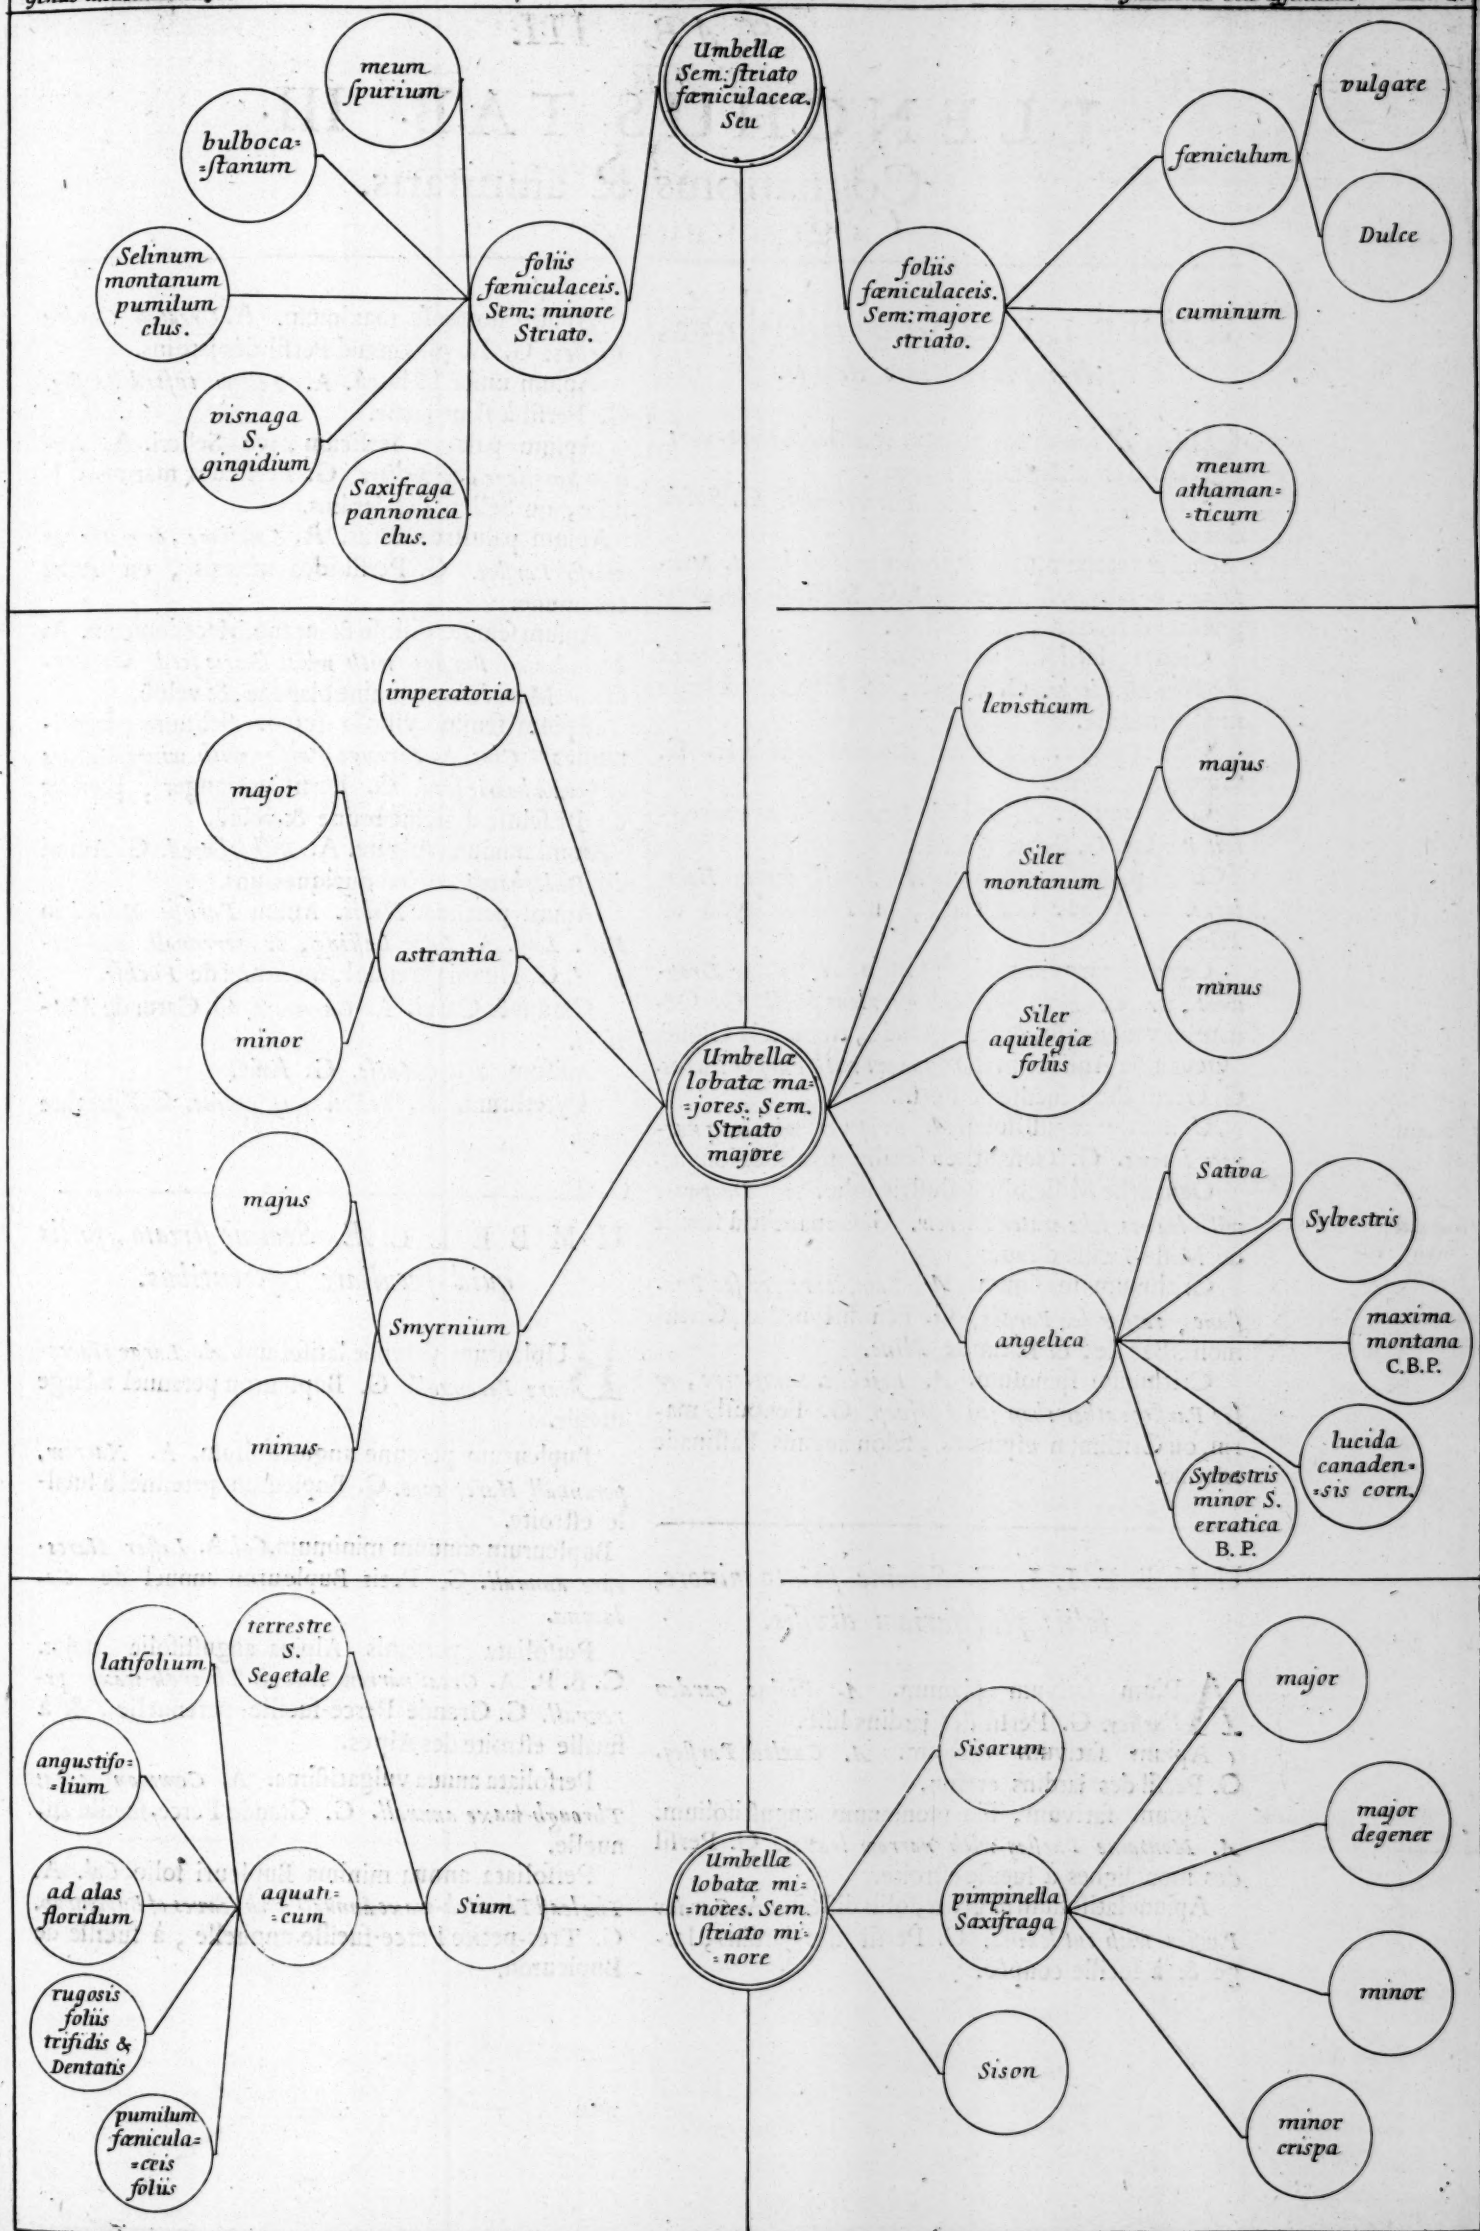 Umbellæ
Sem: ſtriato
fæniculaceæ.
Seu
meum
ſpurium
bulboca=
=ſtanum
Selinum
montanum
pumilum
clus.
visnaga
S.
gingidium
Saxifraga
pannonica
clus.
foliis
fæniculaceis.
Sem: minore
Striato.
foliis
fæniculaceis.
Sem: majore
striato.
fæniculum
vulgare
Dulce
cuminum
meum
athaman=
=ticum
imperatoria
major
astrantia
minor
majus
Smyrnium
minus
Umbellæ
lobatæ ma=
=jores. Sem.
Striato
majore
levisticum
Siler
montanum
majus
minus
Siler
aquilegiæ
foliis
angelica
Sativa
Sylvestris
maxima
montana
C.B.P.
lucida
canaden=
=sis corn.
Sylvestris
minor S.
erratica
B. P.
latifolium
terrestre
S.
Segetale
angustifo=
=lium
ad alas
floridum
rugosis
foliis
trifidis &
Dentatis
pumilum
fænicula=
=ceis
foliis
aquati=
=cum
Sium
Umbellæ
lobatæ mi=
=nores. Sem.
ſtriato mi=
=nore
Sisarum
pimpinella
Saxifraga
Sison
major
major
degener
minor
minor
crispa